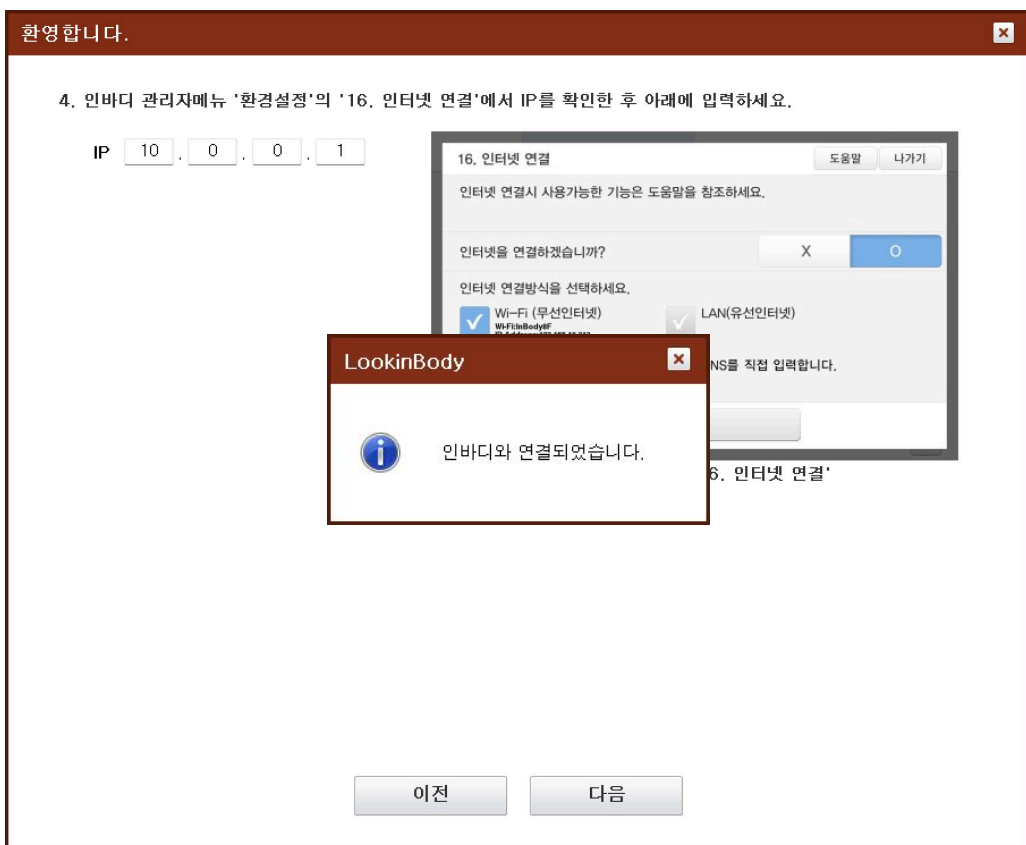 환영합니다.
4. 인바디 관리자메뉴 '환경설정'의 '16. 인터넷 연결'에서 IP를 확인한 후 아래에 입력하세요.
IP 10 . 0 . 0 . 1
16. 인터넷 연결 도움말 나가기
인터넷 연결시 사용가능한 기능은 도움말을 참조하세요.
인터넷을 연결하겠습니까? X O
인터넷 연결방식을 선택하세요.
Wi-Fi (무선인터넷) LAN(유선인터넷)
NS를 직접 입력합니다.
LookinBody
인바디와 연결되었습니다.
6. 인터넷 연결'
이전 다음